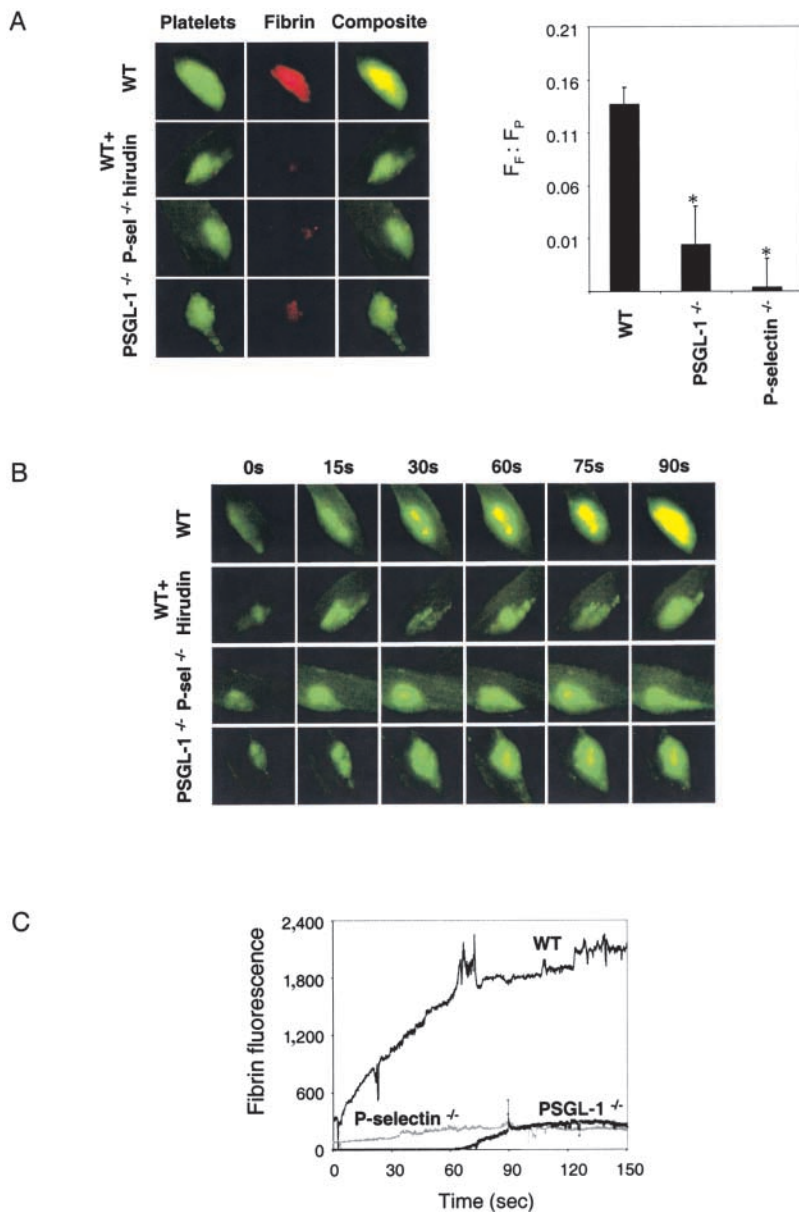 A
Platelets Fibrin Composite
WT
WT+
hirudin
P-sel -/-
PSGL-1 -/-
F_F : F_P
0.21
0.16
0.11
0.06
0.01
*
*
WT
PSGL-1 -/-
P-selectin -/-
B
0s 15s 30s 60s 75s 90s
WT
WT+
Hirudin
P-sel -/-
PSGL-1 -/-
C
Fibrin fluorescence
2,400
1,800
1,200
600
0
WT
P-selectin -/-
PSGL-1 -/-
0 30 60 90 120 150
Time (sec)